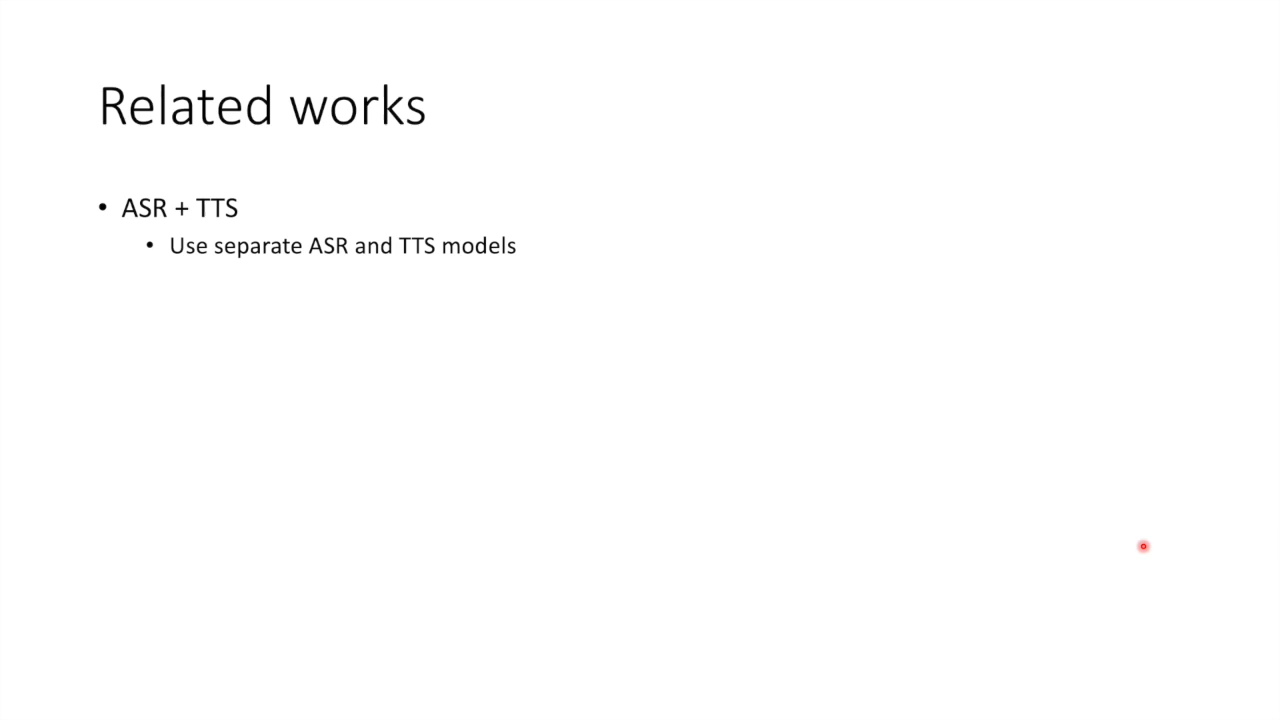 Related works
• ASR + TTS
• Use separate ASR and TTS models